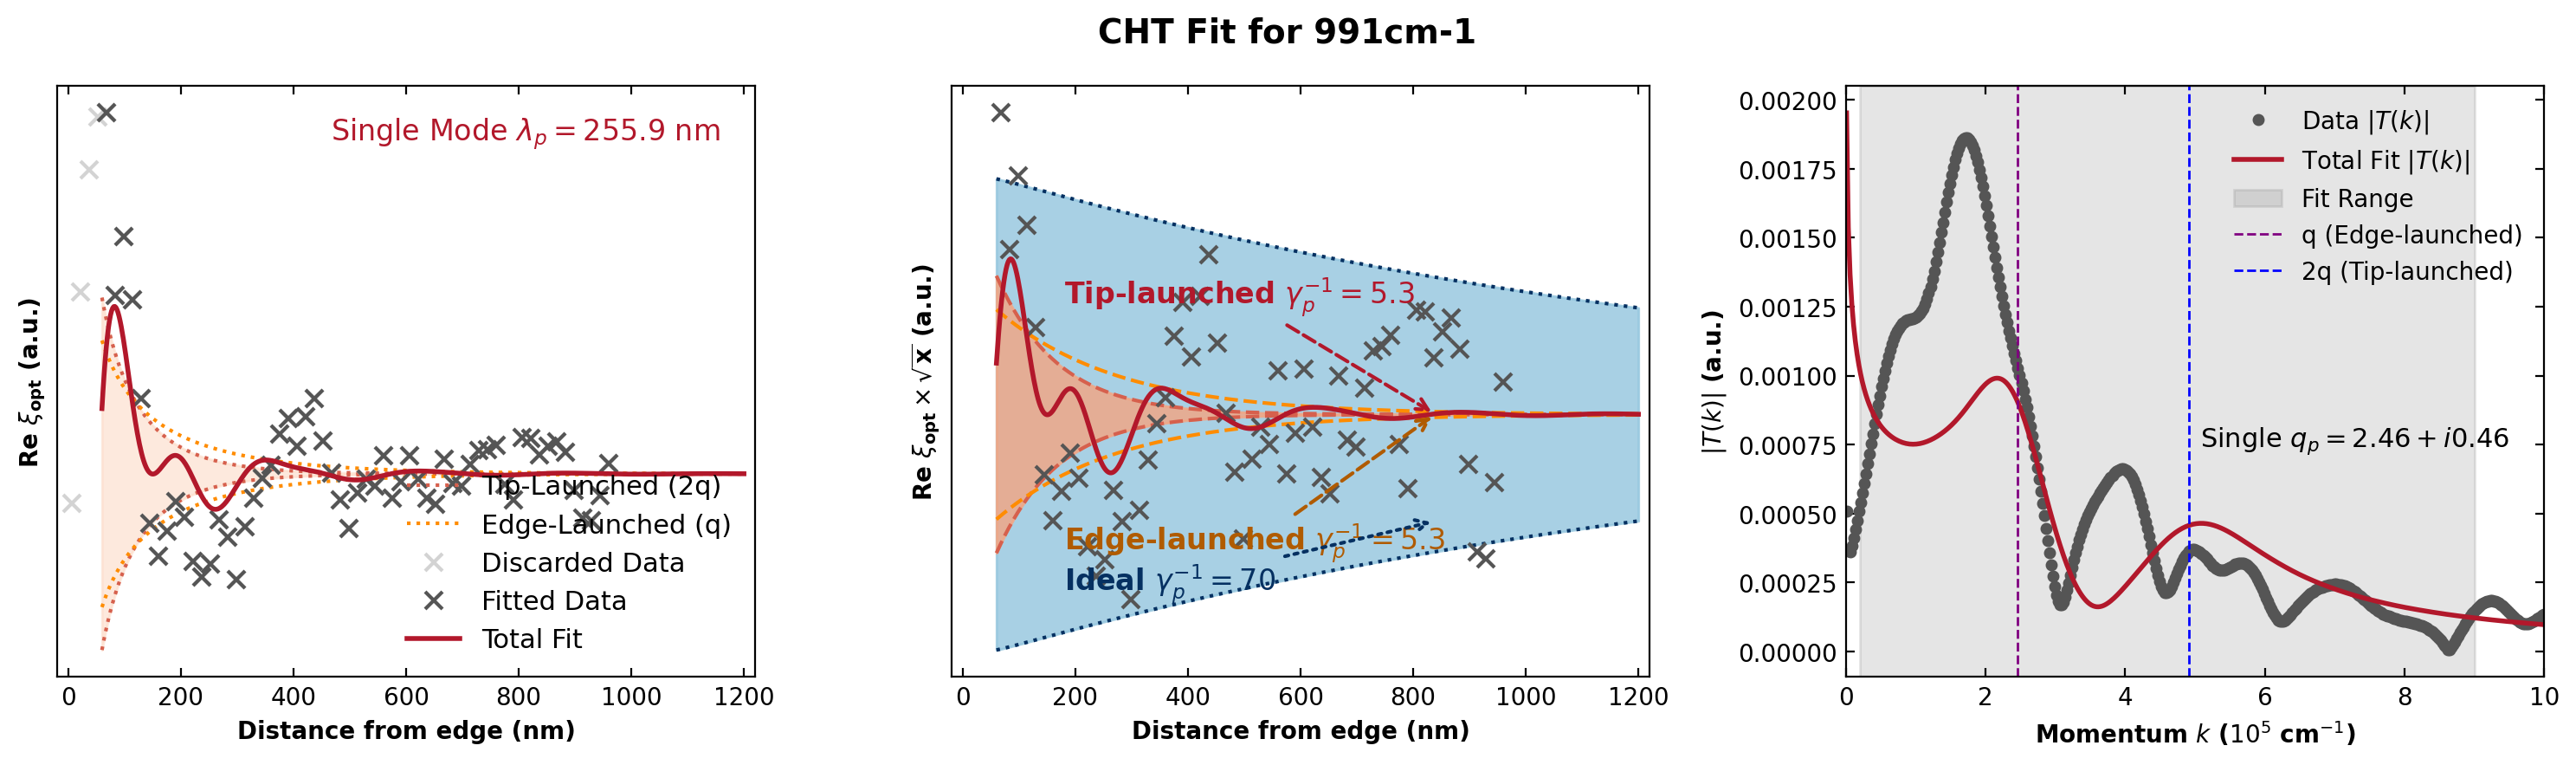 CHT Fit for 991cm-1
Re ξopt (a.u.)
Single Mode λp = 255.9 nm
Tip-Launched (2q)
Edge-Launched (q)
Discarded Data
Fitted Data
Total Fit
0 200 400 600 800 1000 1200
Distance from edge (nm)
Re ξopt × √x (a.u.)
Tip-launched γp⁻¹ = 5.3
Edge-launched γp⁻¹ = 5.3
Ideal γp⁻¹ = 70
0 200 400 600 800 1000 1200
Distance from edge (nm)
|T(k)| (a.u.)
0.00200
0.00175
0.00150
0.00125
0.00100
0.00075
0.00050
0.00025
0.00000
Data |T(k)|
Total Fit |T(k)|
Fit Range
q (Edge-launched)
2q (Tip-launched)
Single qp = 2.46 + i0.46
0 2 4 6 8 10
Momentum k (10⁵ cm⁻¹)